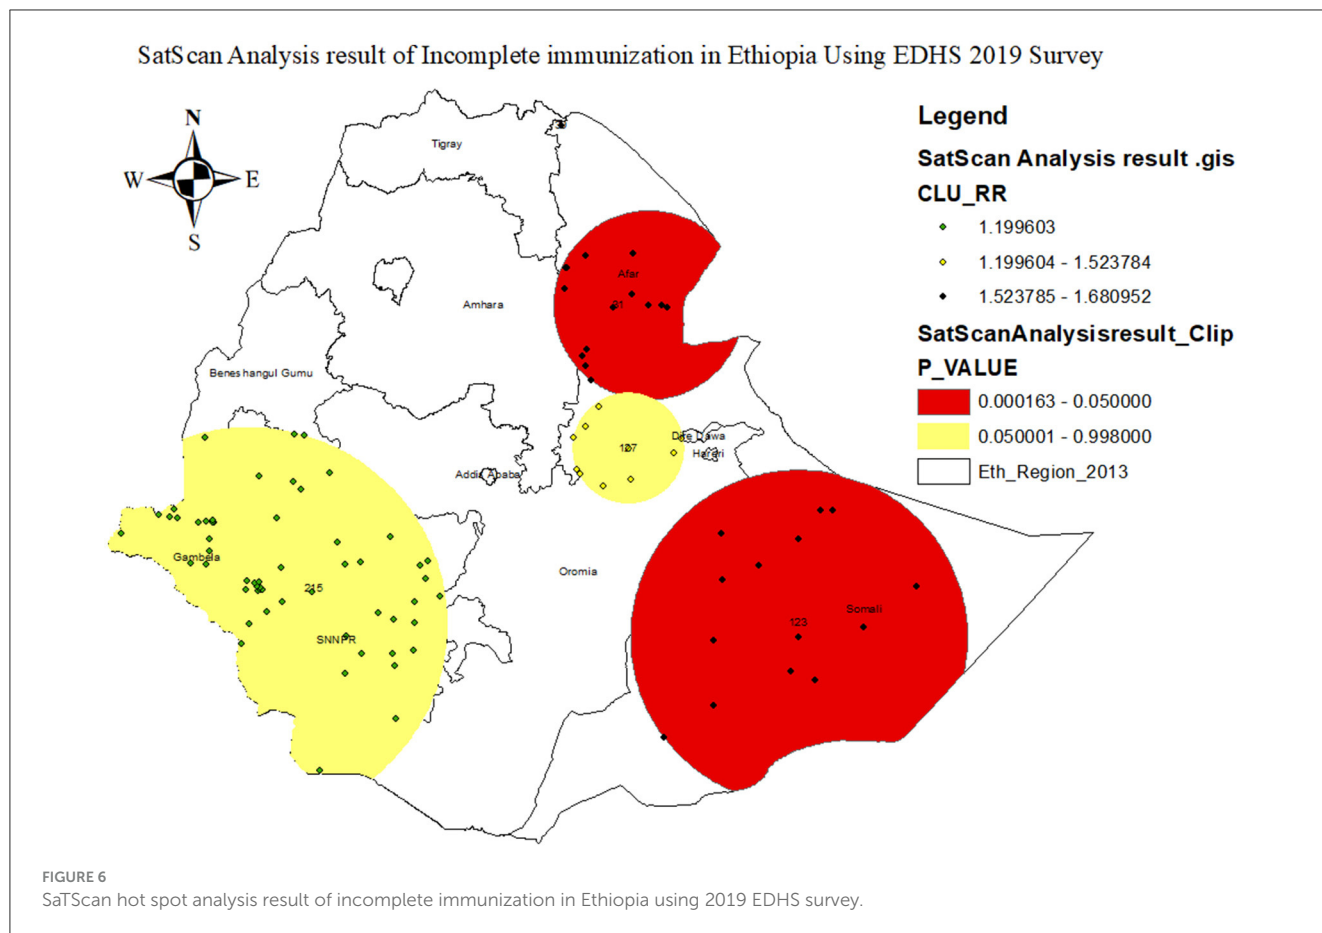 SatScan Analysis result of Incomplete immunization in Ethiopia Using EDHS 2019 Survey
N
W E
S
Legend
SatScan Analysis result .gis
CLU_RR
1.199603
1.199604 - 1.523784
1.523785 - 1.680952
SatScanAnalysisresult_Clip
P_VALUE
0.000163 - 0.050000
0.050001 - 0.998000
Eth_Region_2013
Tigray
Afar
Amhara
Beneshangul Gumu
Dire Dawa
127
Harari
Addis Ababa
Gambela
Oromia
215
Somali
123
SNNPR
FIGURE 6
SaTScan hot spot analysis result of incomplete immunization in Ethiopia using 2019 EDHS survey.